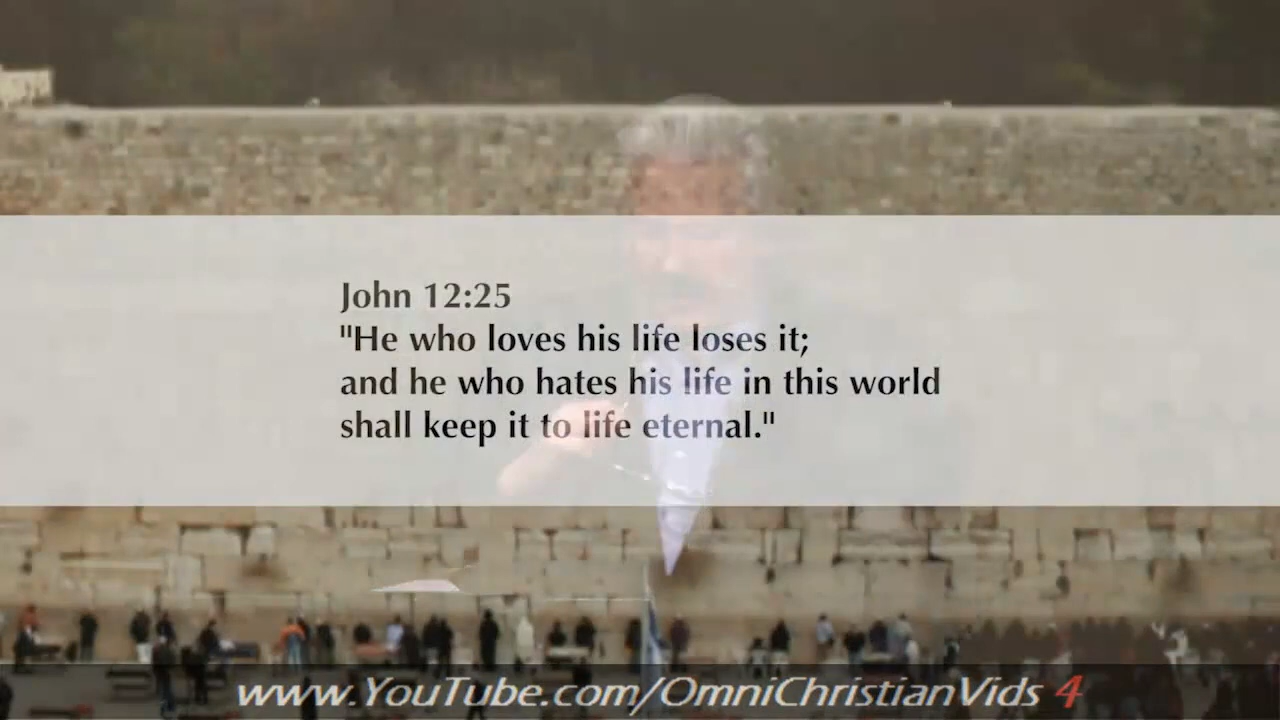 John 12:25
"He who loves his life loses it;
and he who hates his life in this world
shall keep it to life eternal."
www.YouTube.com/OmniChristianVids 4